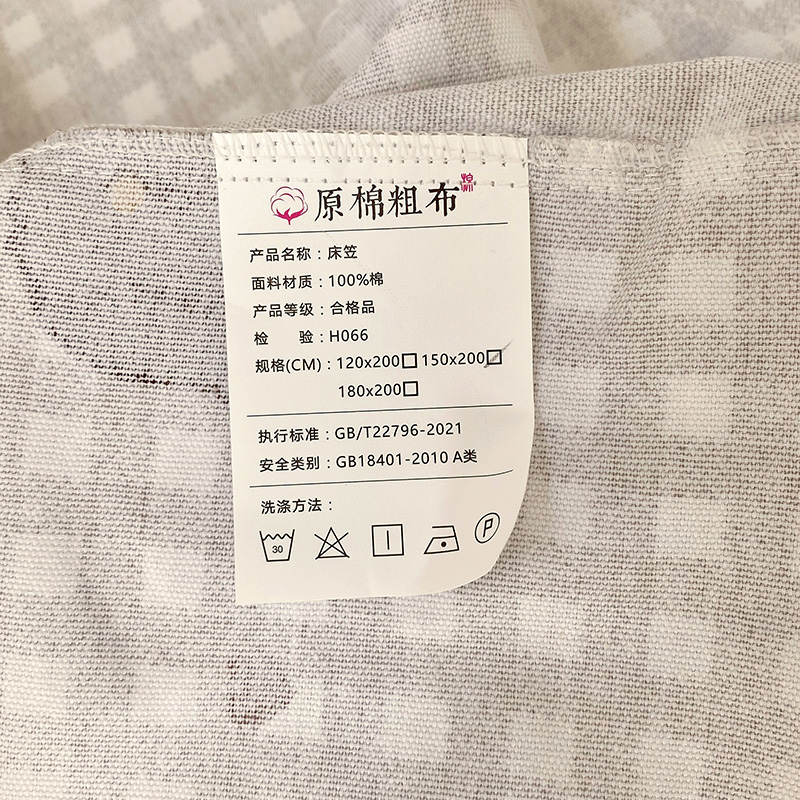 原棉粗布
产品名称：床笠
面料材质：100%棉
产品等级：合格品
检　　验：H066
规格(CM)：120x200□ 150x200□
180x200□
执行标准：GB/T22796-2021
安全类别：GB18401-2010 A类
洗涤方法：
30
P